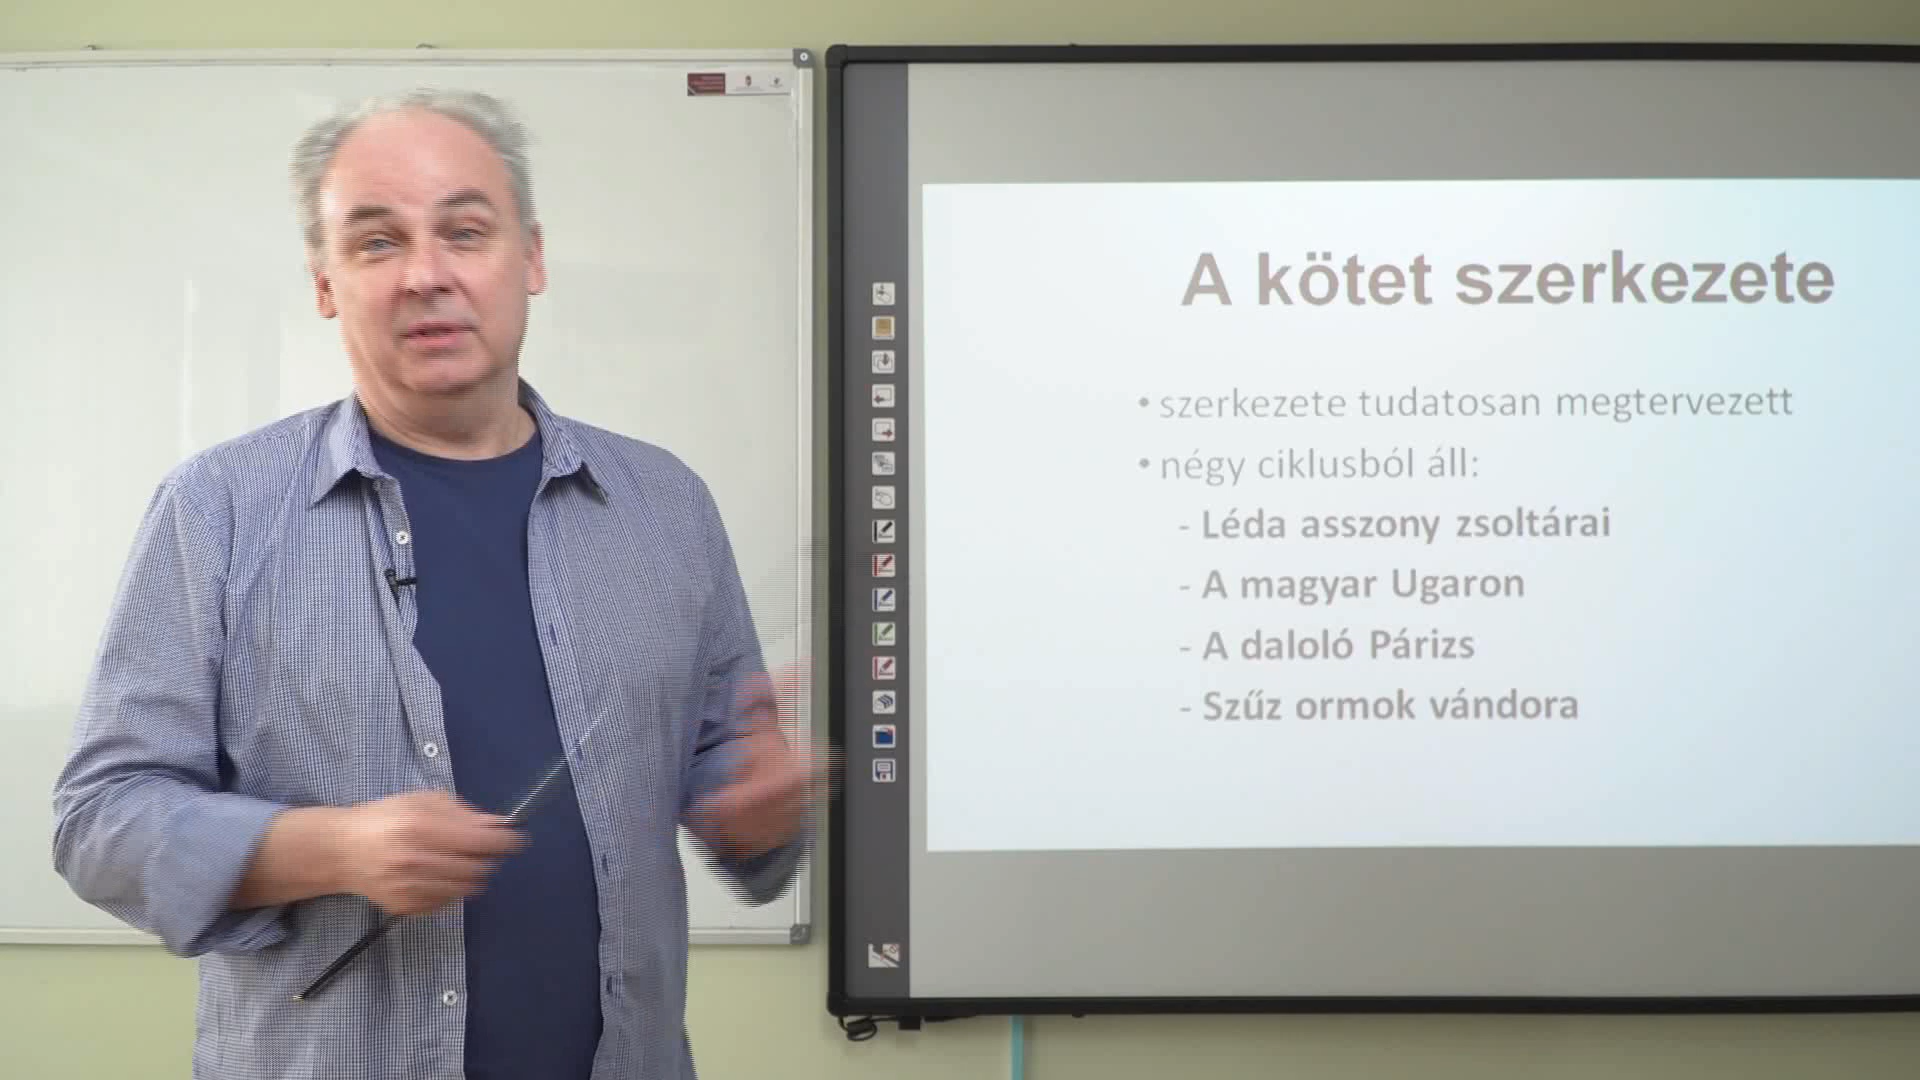 A kötet szerkezete
• szerkezete tudatosan megtervezett
• négy ciklusból áll:
- Léda asszony zsoltárai
- A magyar Ugaron
- A daloló Párizs
- Szűz ormok vándora